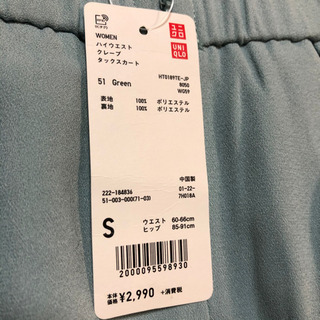 ユニ
クロ
UNI
QLO
WOMEN
ハイウエスト
クレープ
タックスカート
51 Green
HT0189TE-JP
8050
W059
表地 100% ポリエステル
裏地 100% ポリエステル
中国製
222-184836 01-22-
51-003-000(71-03) 7H018A
S
ウエスト 60-66cm
ヒップ 85-91cm
2000095598930
本体価格 ¥2,990 +消費税